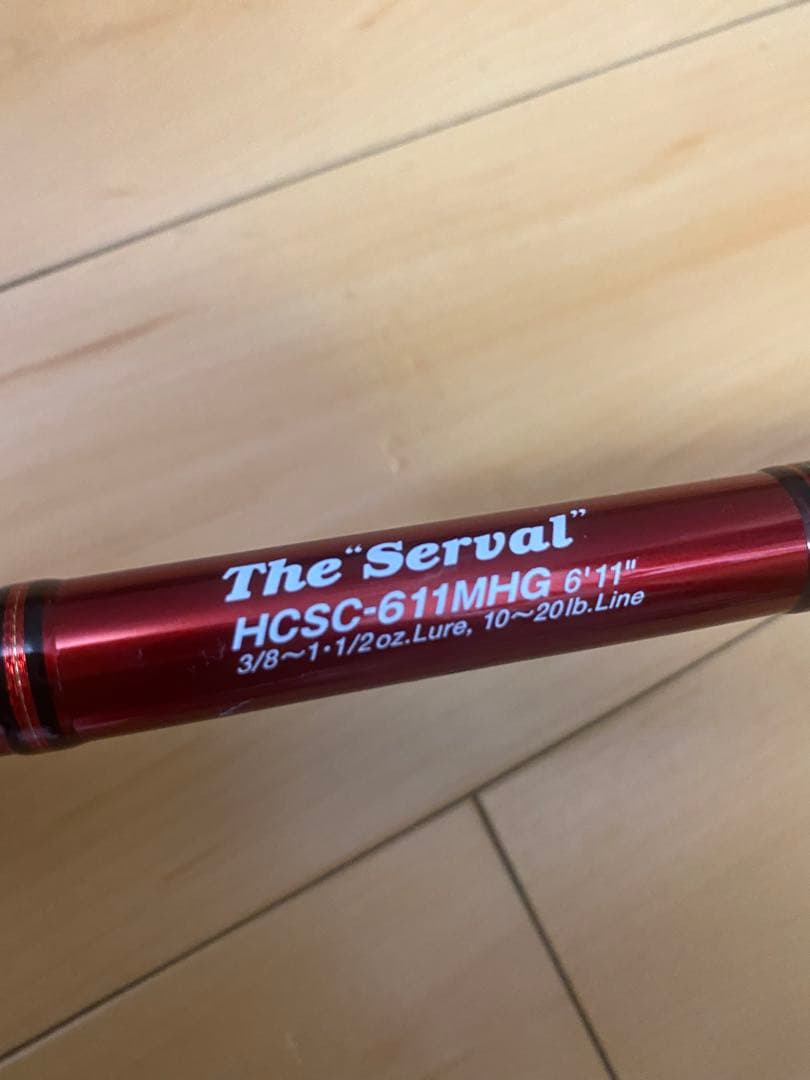 The “Serval”
HCSC-611MHG 6'11"
3/8～1・1/2oz.Lure, 10～20lb.Line